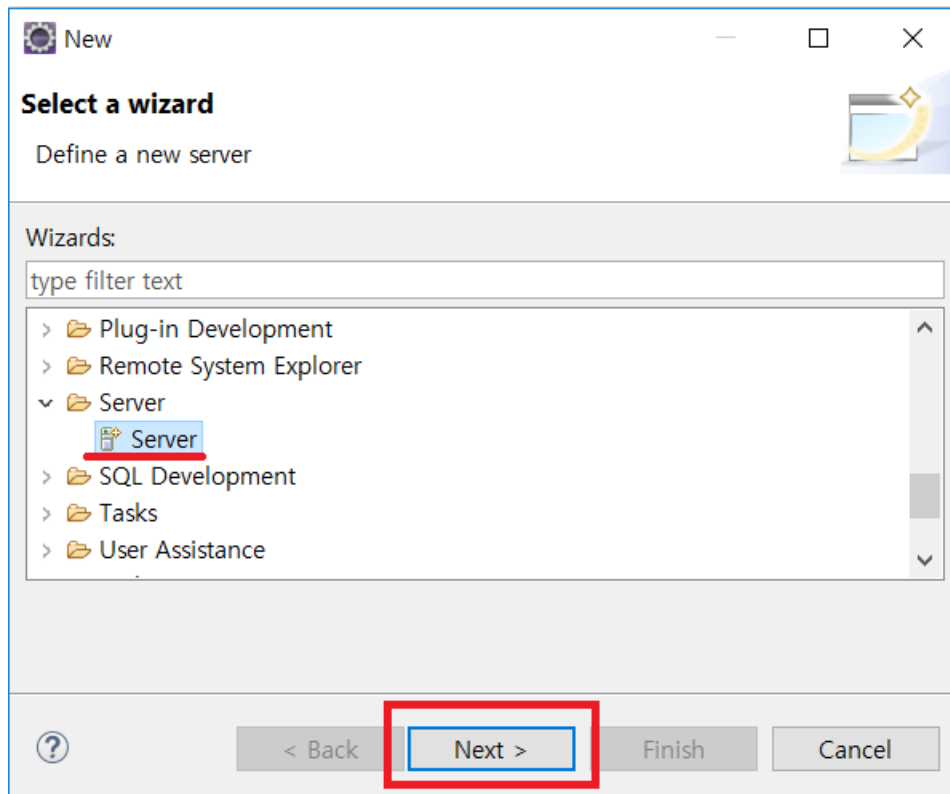 New
Select a wizard
Define a new server
Wizards:
type filter text
Plug-in Development
Remote System Explorer
Server
Server
SQL Development
Tasks
User Assistance
? < Back Next > Finish Cancel